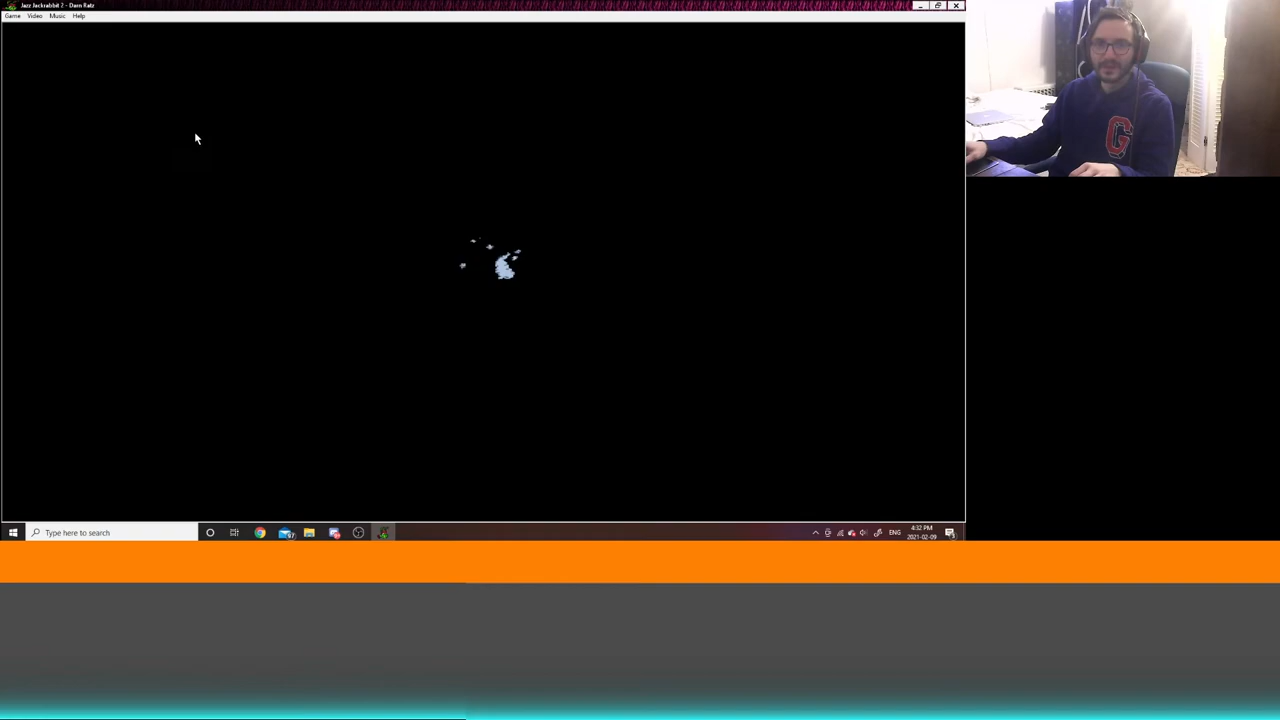 Jazz Jackrabbit 2 - Darn Ratz
Game Video Music Help
G
Type here to search
97
ENG
4:32 PM
2021-02-09